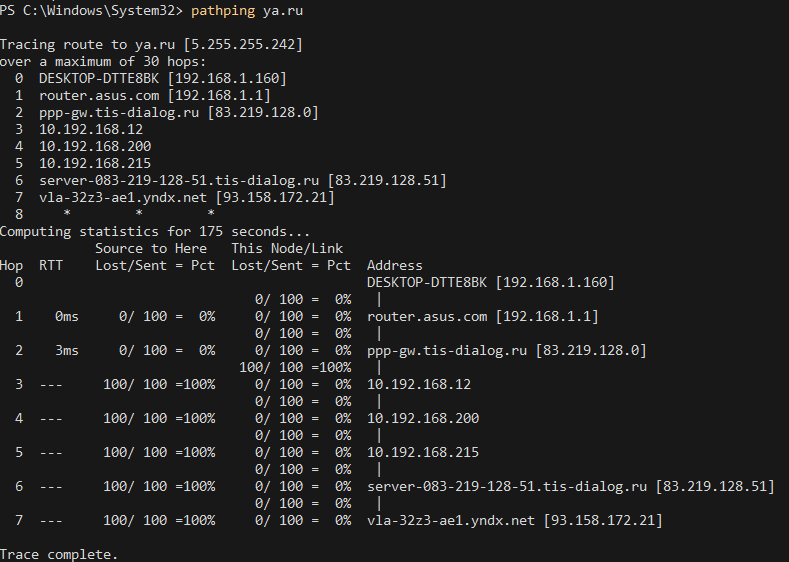 PS C:\Windows\System32> pathping ya.ru
Tracing route to ya.ru [5.255.255.242]
over a maximum of 30 hops:
  0  DESKTOP-DTTE8BK [192.168.1.160]
  1  router.asus.com [192.168.1.1]
  2  ppp-gw.tis-dialog.ru [83.219.128.0]
  3  10.192.168.12
  4  10.192.168.200
  5  10.192.168.215
  6  server-083-219-128-51.tis-dialog.ru [83.219.128.51]
  7  vla-32z3-ae1.yndx.net [93.158.172.21]
  8     *        *        *
Computing statistics for 175 seconds...
            Source to Here   This Node/Link
Hop  RTT    Lost/Sent = Pct  Lost/Sent = Pct  Address
  0                                           DESKTOP-DTTE8BK [192.168.1.160]
                                0/ 100 =  0%   |
  1    0ms     0/ 100 =  0%     0/ 100 =  0%  router.asus.com [192.168.1.1]
                                0/ 100 =  0%   |
  2    3ms     0/ 100 =  0%     0/ 100 =  0%  ppp-gw.tis-dialog.ru [83.219.128.0]
                              100/ 100 =100%   |
  3  ---     100/ 100 =100%     0/ 100 =  0%  10.192.168.12
                                0/ 100 =  0%   |
  4  ---     100/ 100 =100%     0/ 100 =  0%  10.192.168.200
                                0/ 100 =  0%   |
  5  ---     100/ 100 =100%     0/ 100 =  0%  10.192.168.215
                                0/ 100 =  0%   |
  6  ---     100/ 100 =100%     0/ 100 =  0%  server-083-219-128-51.tis-dialog.ru [83.219.128.51]
                                0/ 100 =  0%   |
  7  ---     100/ 100 =100%     0/ 100 =  0%  vla-32z3-ae1.yndx.net [93.158.172.21]
Trace complete.